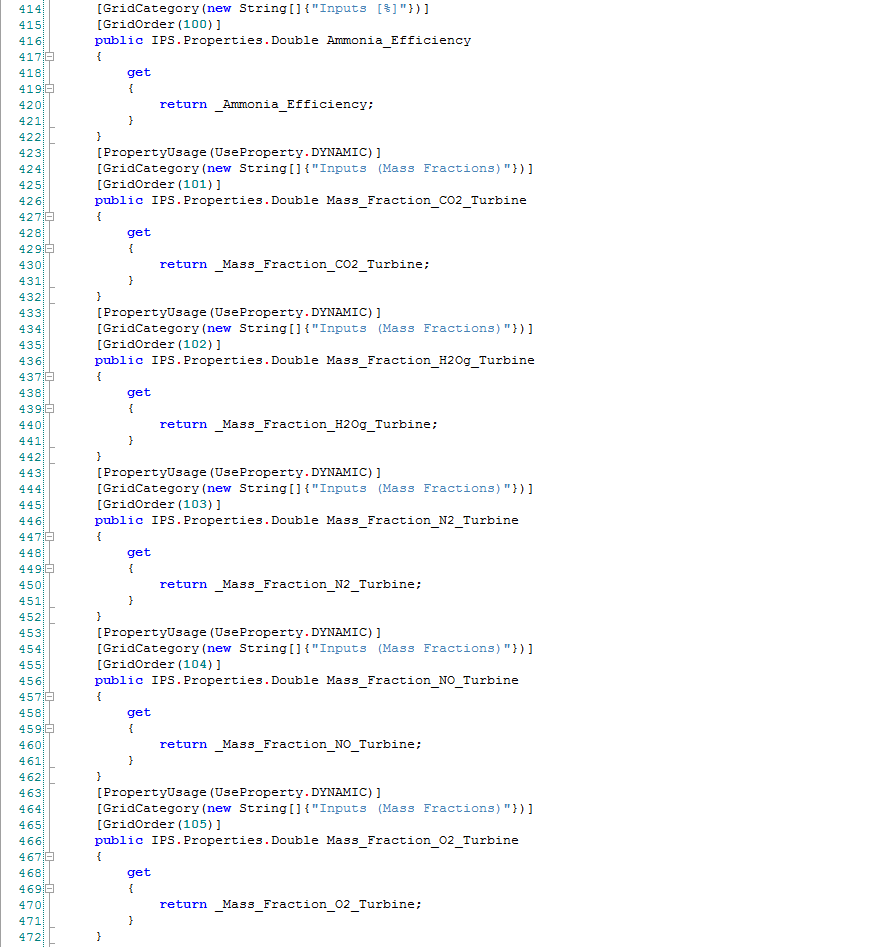 414 [GridCategory(new String[]{"Inputs [%]"})]
415 [GridOrder(100)]
416 public IPS.Properties.Double Ammonia_Efficiency
417 {
418 get
419 {
420 return _Ammonia_Efficiency;
421 }
422 }
423 [PropertyUsage(UseProperty.DYNAMIC)]
424 [GridCategory(new String[]{"Inputs (Mass Fractions)"})]
425 [GridOrder(101)]
426 public IPS.Properties.Double Mass_Fraction_CO2_Turbine
427 {
428 get
429 {
430 return _Mass_Fraction_CO2_Turbine;
431 }
432 }
433 [PropertyUsage(UseProperty.DYNAMIC)]
434 [GridCategory(new String[]{"Inputs (Mass Fractions)"})]
435 [GridOrder(102)]
436 public IPS.Properties.Double Mass_Fraction_H2Og_Turbine
437 {
438 get
439 {
440 return _Mass_Fraction_H2Og_Turbine;
441 }
442 }
443 [PropertyUsage(UseProperty.DYNAMIC)]
444 [GridCategory(new String[]{"Inputs (Mass Fractions)"})]
445 [GridOrder(103)]
446 public IPS.Properties.Double Mass_Fraction_N2_Turbine
447 {
448 get
449 {
450 return _Mass_Fraction_N2_Turbine;
451 }
452 }
453 [PropertyUsage(UseProperty.DYNAMIC)]
454 [GridCategory(new String[]{"Inputs (Mass Fractions)"})]
455 [GridOrder(104)]
456 public IPS.Properties.Double Mass_Fraction_NO_Turbine
457 {
458 get
459 {
460 return _Mass_Fraction_NO_Turbine;
461 }
462 }
463 [PropertyUsage(UseProperty.DYNAMIC)]
464 [GridCategory(new String[]{"Inputs (Mass Fractions)"})]
465 [GridOrder(105)]
466 public IPS.Properties.Double Mass_Fraction_O2_Turbine
467 {
468 get
469 {
470 return _Mass_Fraction_O2_Turbine;
471 }
472 }